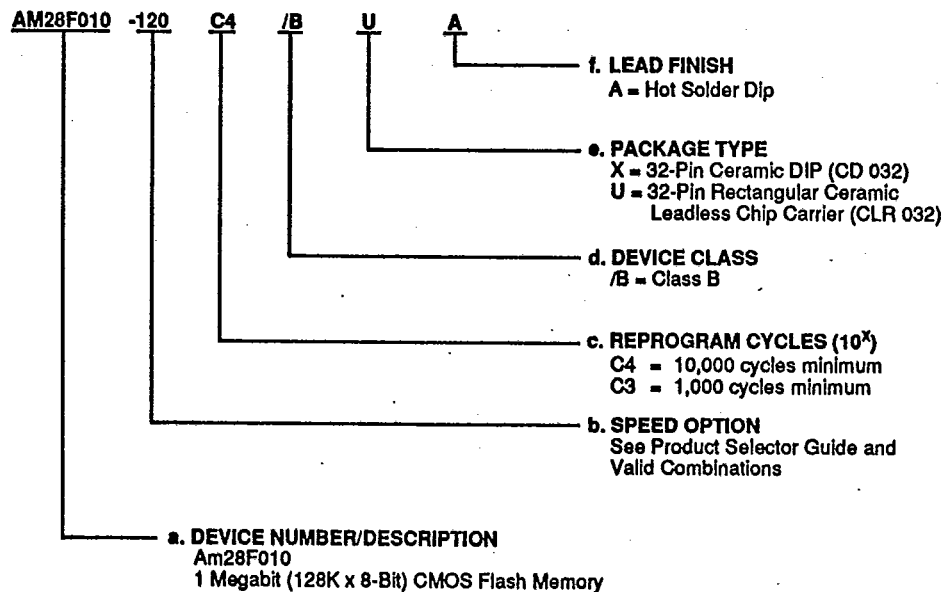 AM28F010 -120 C4 /B U A
f. LEAD FINISH
A = Hot Solder Dip
e. PACKAGE TYPE
X = 32-Pin Ceramic DIP (CD 032)
U = 32-Pin Rectangular Ceramic
Leadless Chip Carrier (CLR 032)
d. DEVICE CLASS
/B = Class B
c. REPROGRAM CYCLES (10^X)
C4 = 10,000 cycles minimum
C3 = 1,000 cycles minimum
b. SPEED OPTION
See Product Selector Guide and
Valid Combinations
a. DEVICE NUMBER/DESCRIPTION
Am28F010
1 Megabit (128K x 8-Bit) CMOS Flash Memory